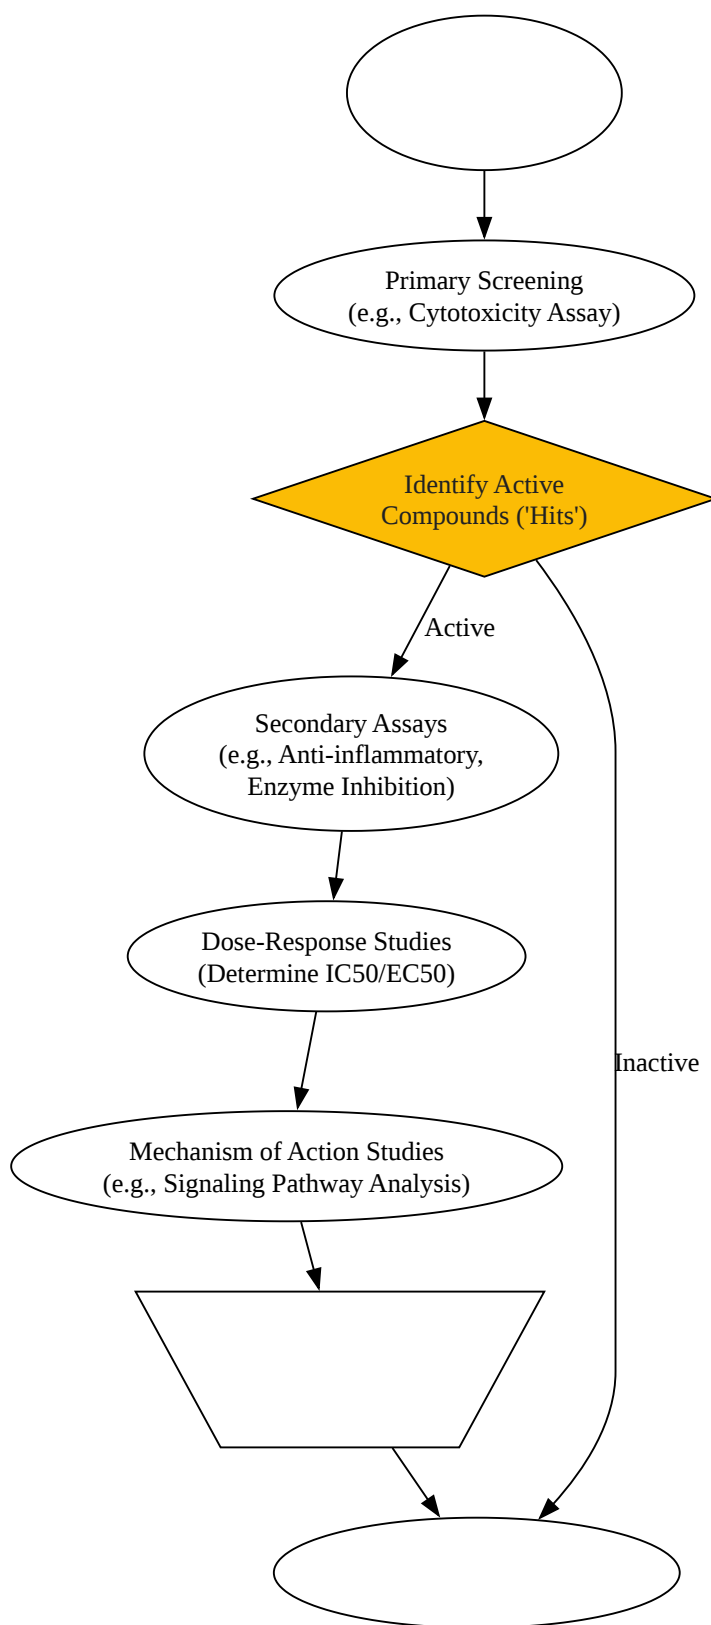 Primary Screening
(e.g., Cytotoxicity Assay)
Identify Active
Compounds ('Hits')
Active
Secondary Assays
(e.g., Anti-inflammatory,
Enzyme Inhibition)
Dose-Response Studies
(Determine IC50/EC50)
Inactive
Mechanism of Action Studies
(e.g., Signaling Pathway Analysis)